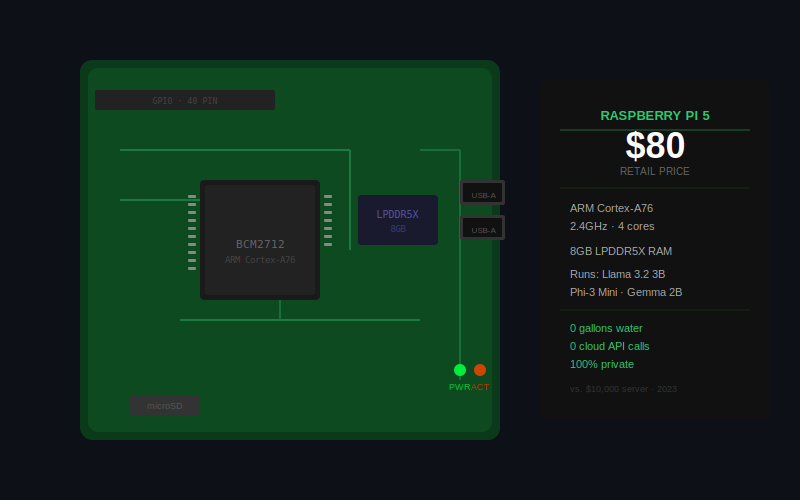 GPIO · 40 PIN
BCM2712
ARM Cortex-A76
LPDDR5X
8GB
USB-A
USB-A
PWR
ACT
microSD
RASPBERRY PI 5
$80
RETAIL PRICE
ARM Cortex-A76
2.4GHz · 4 cores
8GB LPDDR5X RAM
Runs: Llama 3.2 3B
Phi-3 Mini · Gemma 2B
0 gallons water
0 cloud API calls
100% private
vs. $10,000 server · 2023